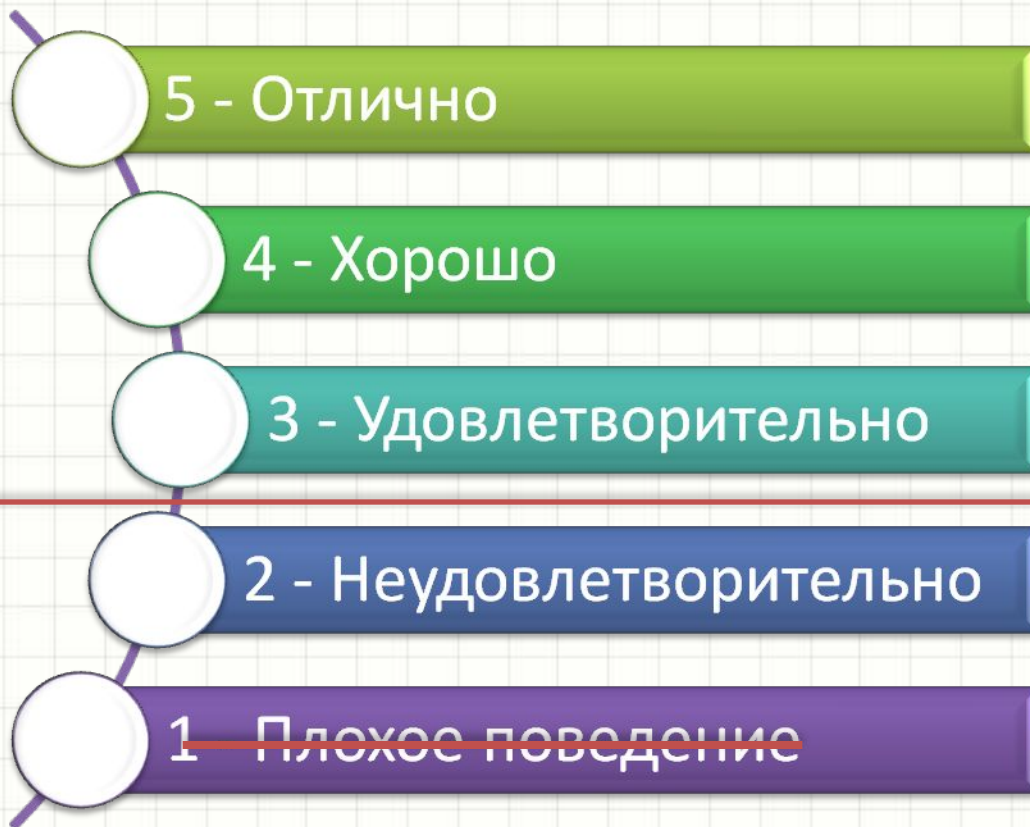 5 - Отлично
4 - Хорошо
3 - Удовлетворительно
2 - Неудовлетворительно
1 - Плохое поведение